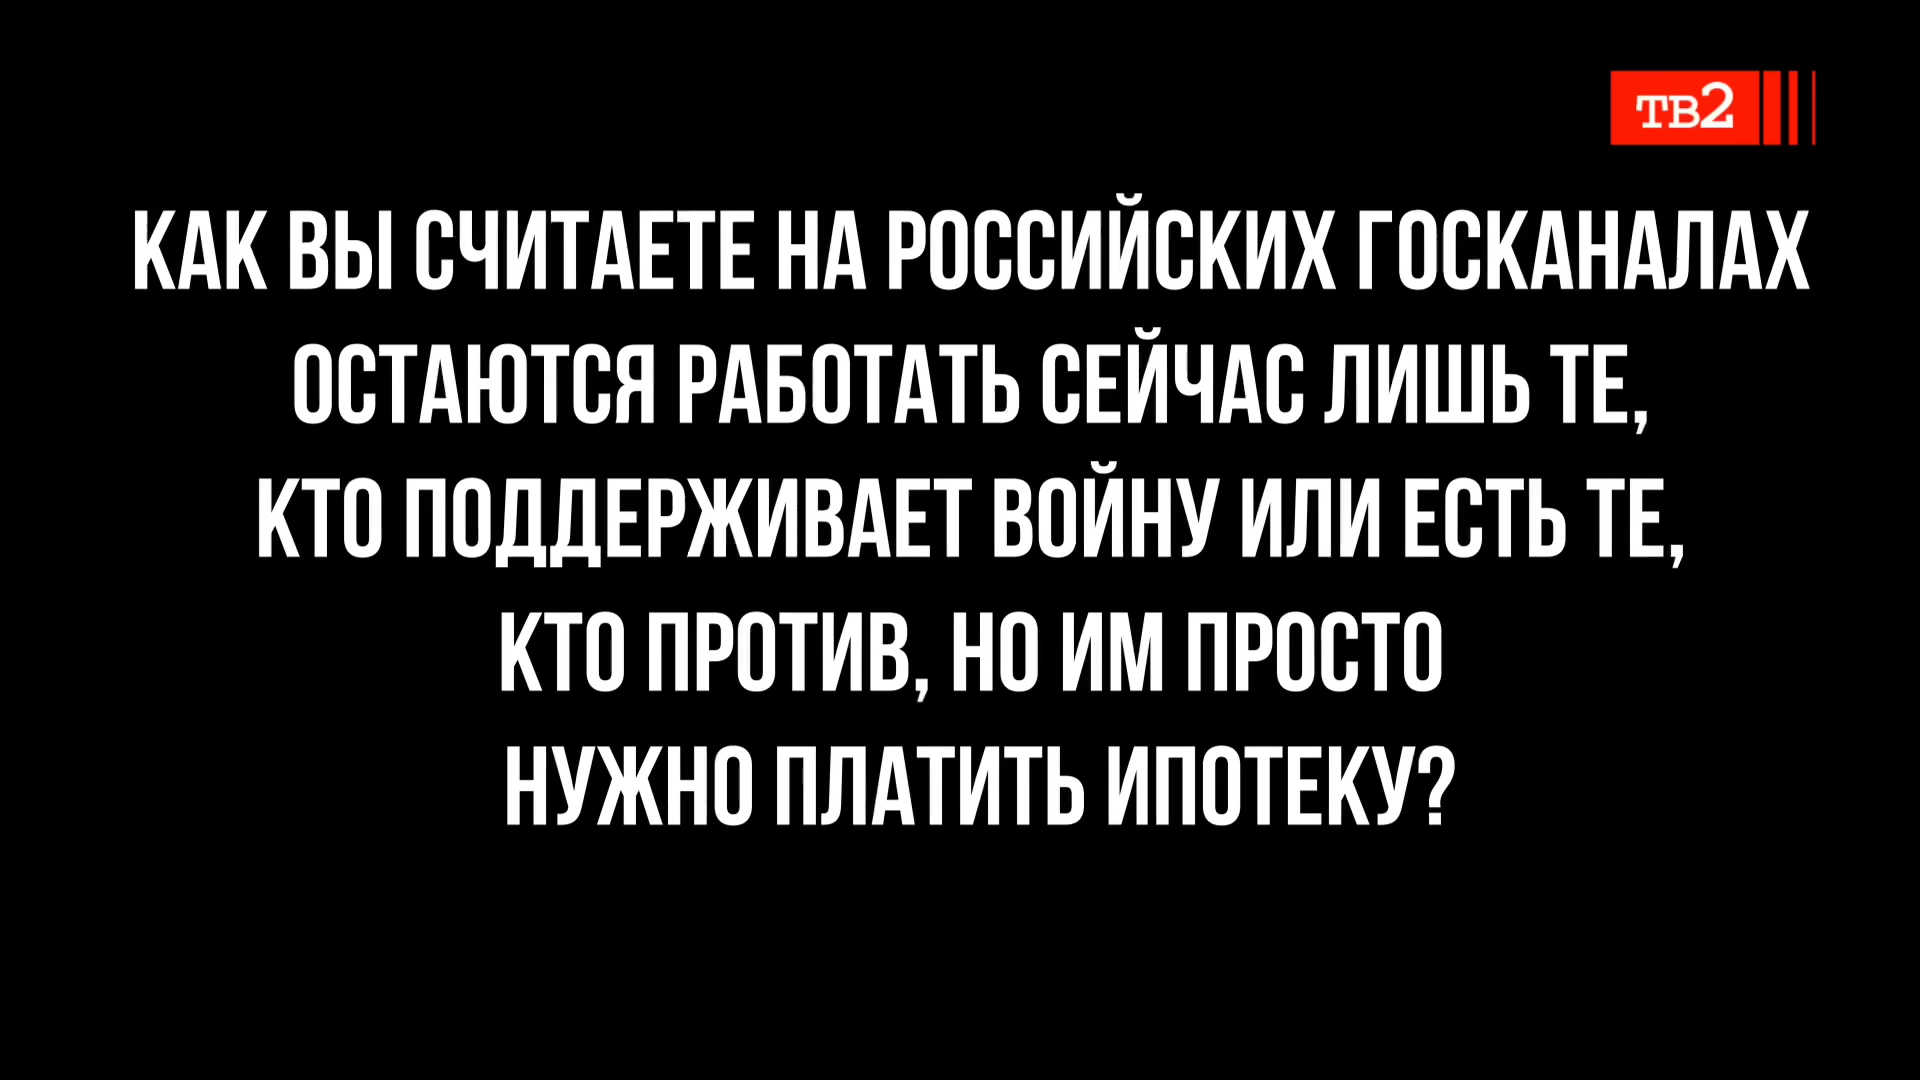 ТВ2
КАК ВЫ СЧИТАЕТЕ НА РОССИЙСКИХ ГОСКАНАЛАХ
ОСТАЮТСЯ РАБОТАТЬ СЕЙЧАС ЛИШЬ ТЕ,
КТО ПОДДЕРЖИВАЕТ ВОЙНУ ИЛИ ЕСТЬ ТЕ,
КТО ПРОТИВ, НО ИМ ПРОСТО
НУЖНО ПЛАТИТЬ ИПОТЕКУ?